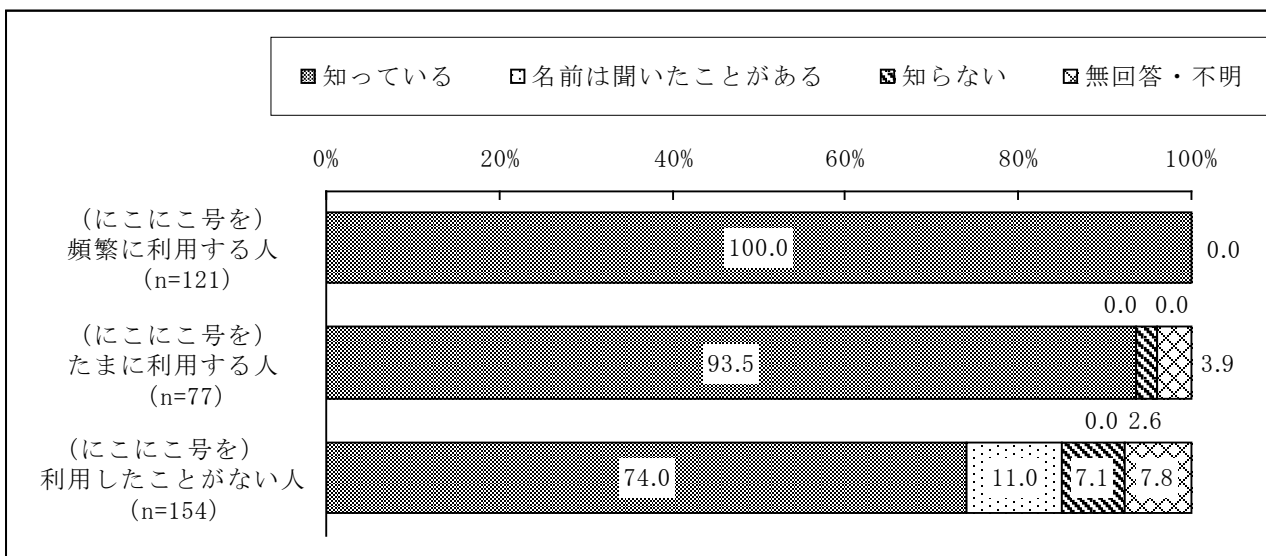 知っている 名前は聞いたことがある 知らない 無回答・不明
0% 20% 40% 60% 80% 100%
(にこにこ号を)
頻繁に利用する人
(n=121)
100.0 0.0
0.0 0.0
(にこにこ号を)
たまに利用する人
(n=77)
93.5 3.9
0.0 2.6
(にこにこ号を)
利用したことがない人
(n=154)
74.0 11.0 7.1 7.8